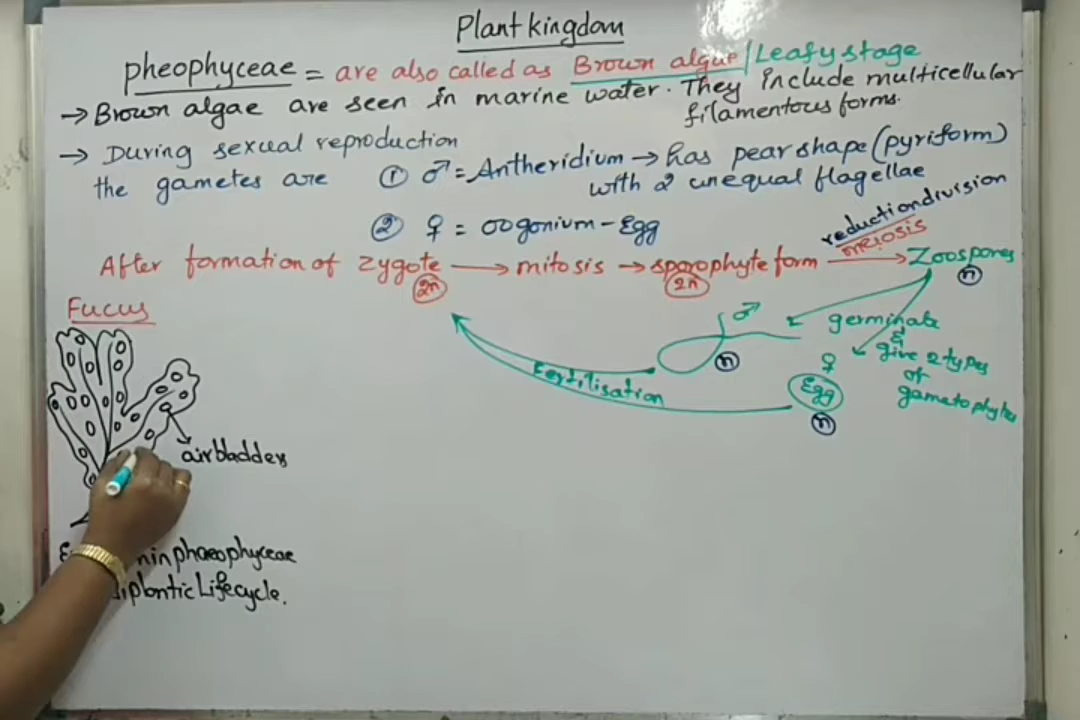 Plant kingdom
pheophyceae = are also called as Brown algae/Leafy stage
→ Brown algae are seen in marine water. They include multicellular
filamentous forms.
→ During sexual reproduction
the gametes are
① ♂ = Antheridium → has pear shape (pyriform)
with 2 unequal flagellae
② ♀ = oogonium - Egg
reduction division
After formation of zygote → mitosis → sporophyte form meiosis → Zoospores
2n 2n n
Fucus
♂
n
germinate
&
give 2 types
of
gametophytes
♀
Egg
n
Fertilisation
airbladders
in phaeophyceae
Lifecycle.